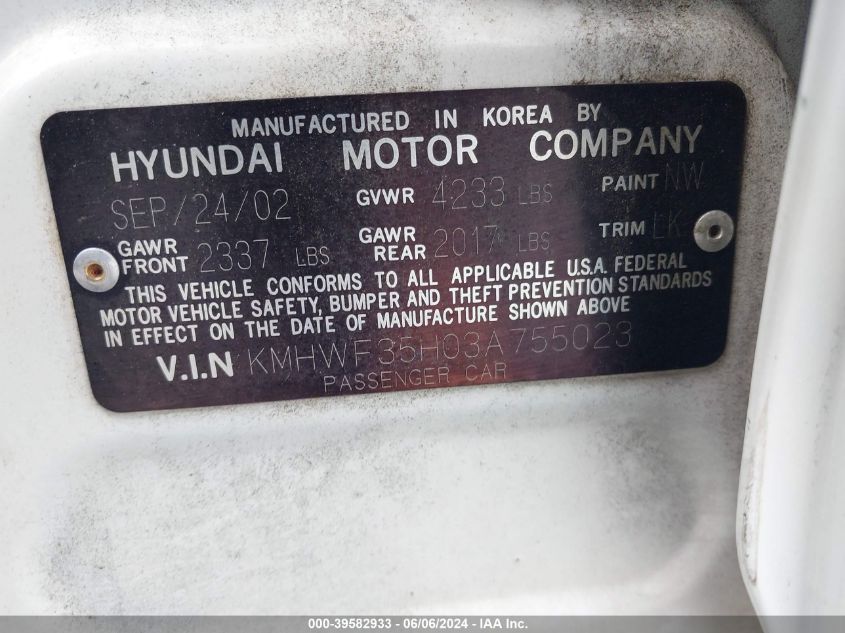 MANUFACTURED IN KOREA BY
HYUNDAI MOTOR COMPANY
SEP/24/02 GVWR 4233 LBS PAINT NW
GAWR FRONT 2337 LBS GAWR REAR 2017 LBS TRIM LK
THIS VEHICLE CONFORMS TO ALL APPLICABLE U.S.A. FEDERAL
MOTOR VEHICLE SAFETY, BUMPER AND THEFT PREVENTION STANDARDS
IN EFFECT ON THE DATE OF MANUFACTURE SHOWN ABOVE
V.I.N KMHWF35H03A755023
PASSENGER CAR
000-39582933 - 06/06/2024 - IAA Inc.